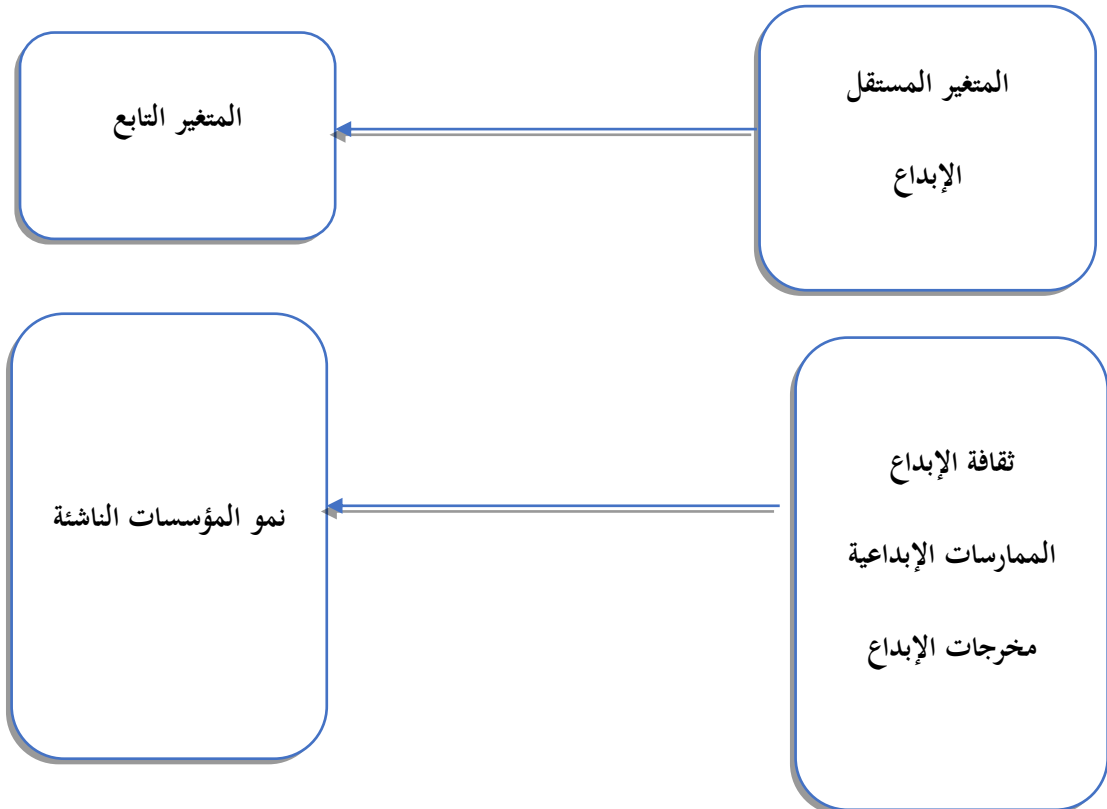 المتغير المستقل
الإبداع
المتغير التابع
ثقافة الإبداع
الممارسات الإبداعية
مخرجات الإبداع
نمو المؤسسات الناشئة